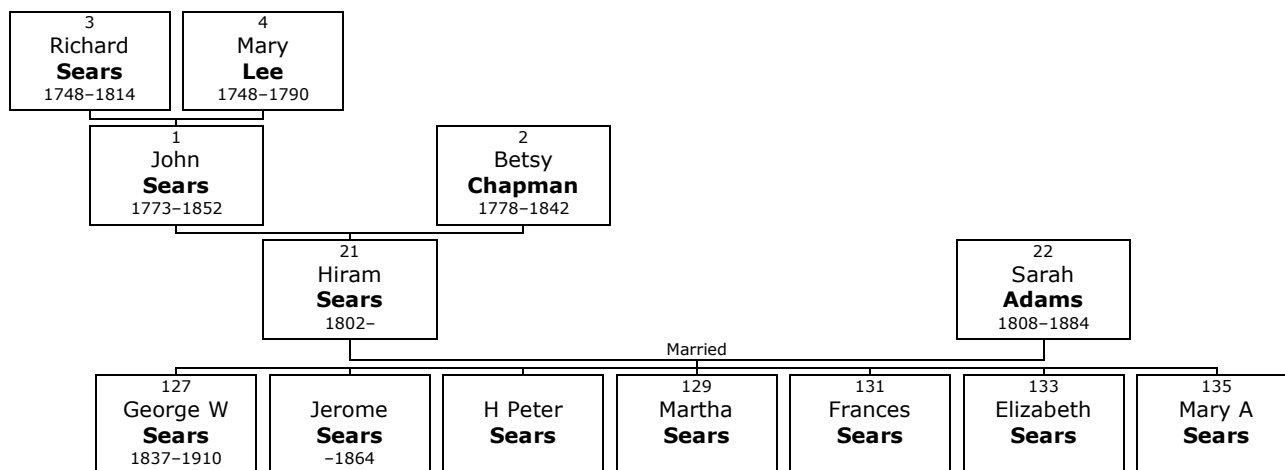 3
Richard
Sears
1748–1814
4
Mary
Lee
1748–1790
1
John
Sears
1773–1852
2
Betsy
Chapman
1778–1842
21
Hiram
Sears
1802–
22
Sarah
Adams
1808–1884
Married
127
George W
Sears
1837–1910
Jerome
Sears
–1864
H Peter
Sears
129
Martha
Sears
131
Frances
Sears
133
Elizabeth
Sears
135
Mary A
Sears